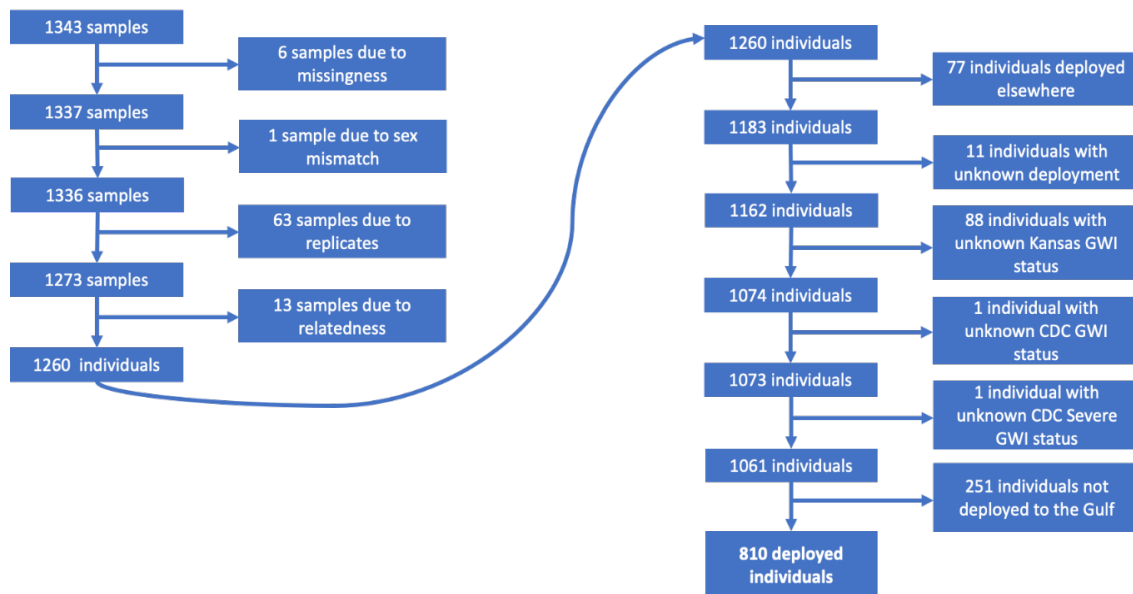 1343 samples
6 samples due to
missingness
1337 samples
1 sample due to sex
mismatch
1336 samples
63 samples due to
replicates
1273 samples
13 samples due to
relatedness
1260 individuals
1260 individuals
77 individuals deployed
elsewhere
1183 individuals
11 individuals with
unknown deployment
1162 individuals
88 individuals with
unknown Kansas GWI
status
1074 individuals
1 individual with
unknown CDC GWI
status
1073 individuals
1 individual with
unknown CDC Severe
GWI status
1061 individuals
251 individuals not
deployed to the Gulf
810 deployed
individuals